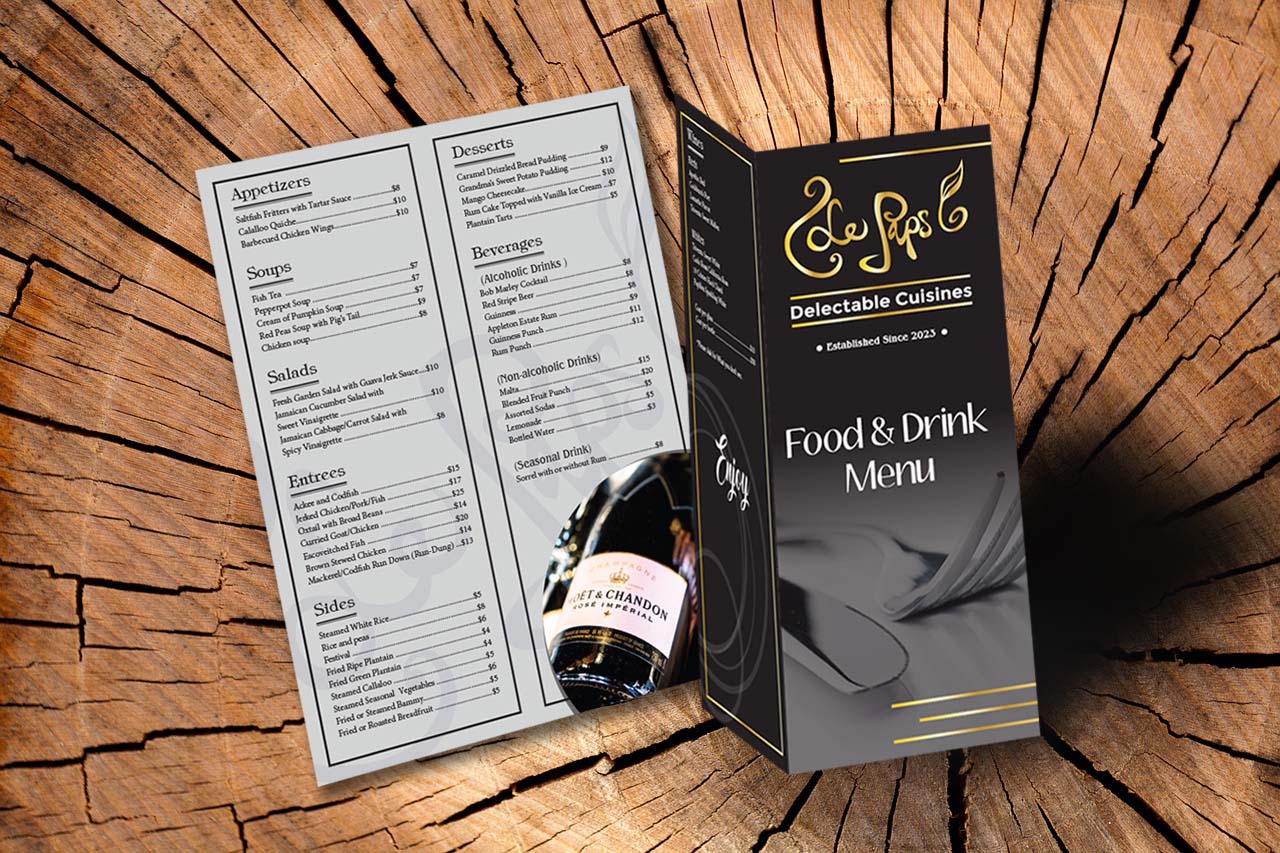 Appetizers
Saltfish Fritters with Tartar Sauce ........$8
Calalloo Quiche........$10
Barbecued Chicken Wings........$10
Soups
Fish Tea ........$7
Pepperpot Soup ........$7
Cream of Pumpkin Soup ........$7
Red Peas Soup with Pig's Tail........$9
Chicken soup........$8
Salads
Fresh Garden Salad with Guava Jerk Sauce...$10
Jamaican Cucumber Salad with
Sweet Vinaigrette ........$10
Jamaican Cabbage/Carrot Salad with
Spicy Vinaigrette ........$8
Entrees
Ackee and Codfish ........$15
Jerked Chicken/Pork/Fish ........$17
Oxtail with Broad Beans ........$25
Curried Goat/Chicken ........$14
Escoveitched Fish ........$20
Brown Stewed Chicken ........$14
Mackerel/Codfish Run Down (Run-Dung) ...$13
Sides
Steamed White Rice........$5
Rice and peas ........$8
Festival ........$6
Fried Ripe Plantain ........$4
Fried Green Plantain ........$4
Steamed Callaloo ........$5
Steamed Seasonal Vegetables ........$6
Fried or Steamed Bammy........$5
Fried or Roasted Breadfruit ........$5
Desserts
Caramel Drizzled Bread Pudding ........$9
Grandma's Sweet Potato Pudding ........$12
Mango Cheesecake........$10
Rum Cake Topped with Vanilla Ice Cream ...$7
Plantain Tarts ........$5
Beverages
(Alcoholic Drinks )
Bob Marley Cocktail ........$8
Red Stripe Beer ........$8
Guinness ........$8
Appleton Estate Rum ........$11
Guinness Punch ........$9
Rum Punch ........$12
(Non-alcoholic Drinks)
Malta........$15
Blended Fruit Punch ........$20
Assorted Sodas ........$5
Lemonade ........$5
Bottled Water ........$3
(Seasonal Drink)
Sorrel with or without Rum ........$8
CHAMPAGNE
MOËT & CHANDON
ROSÉ IMPÉRIAL
Wines
Reds
Whites
Enjoy
de Paps
Delectable Cuisines
• Established Since 2023 •
Food & Drink
Menu